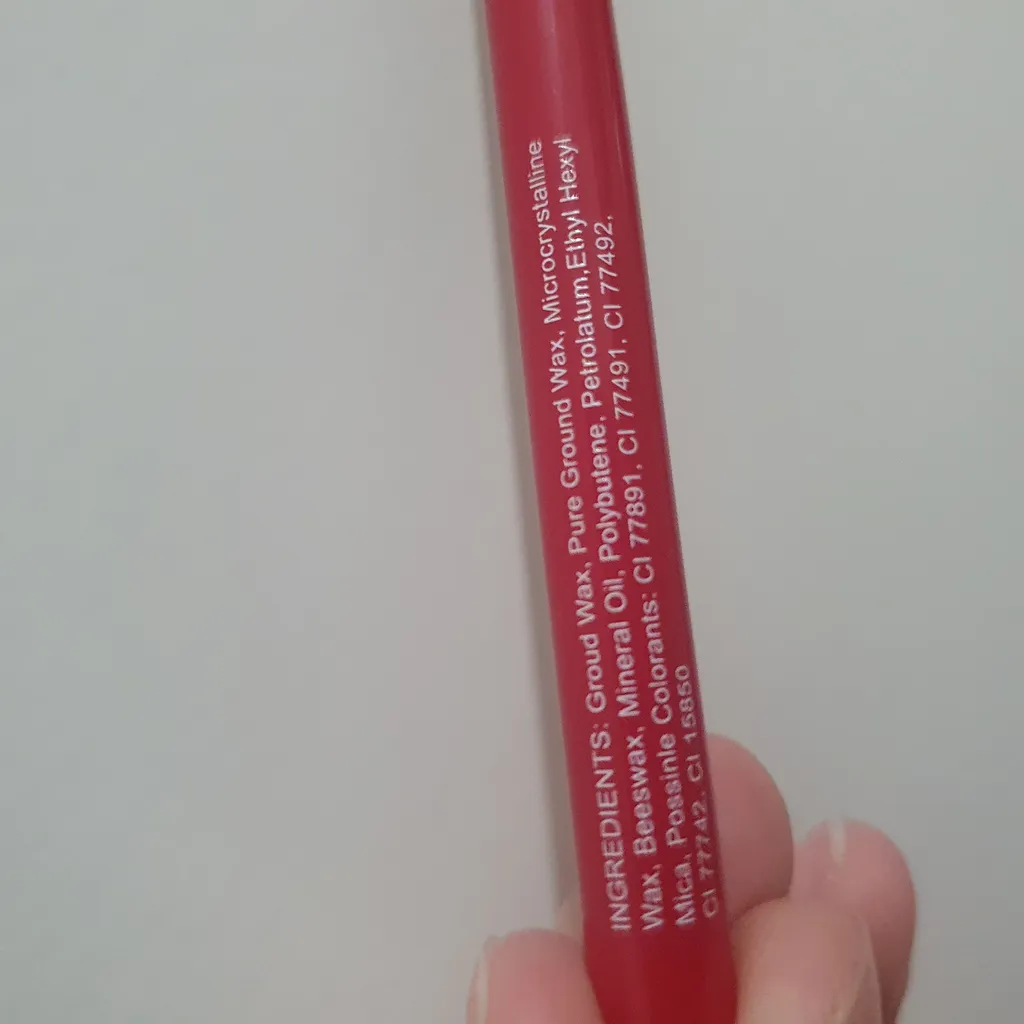 INGREDIENTS: Groud Wax, Pure Ground Wax, Microcrystalline
Wax, Beeswax, Mineral Oil, Polybutene, Petrolatum,Ethyl Hexyl
Mica, Possinle Colorants: CI 77891, CI 77491, CI 77492,
CI 77742, CI 15850